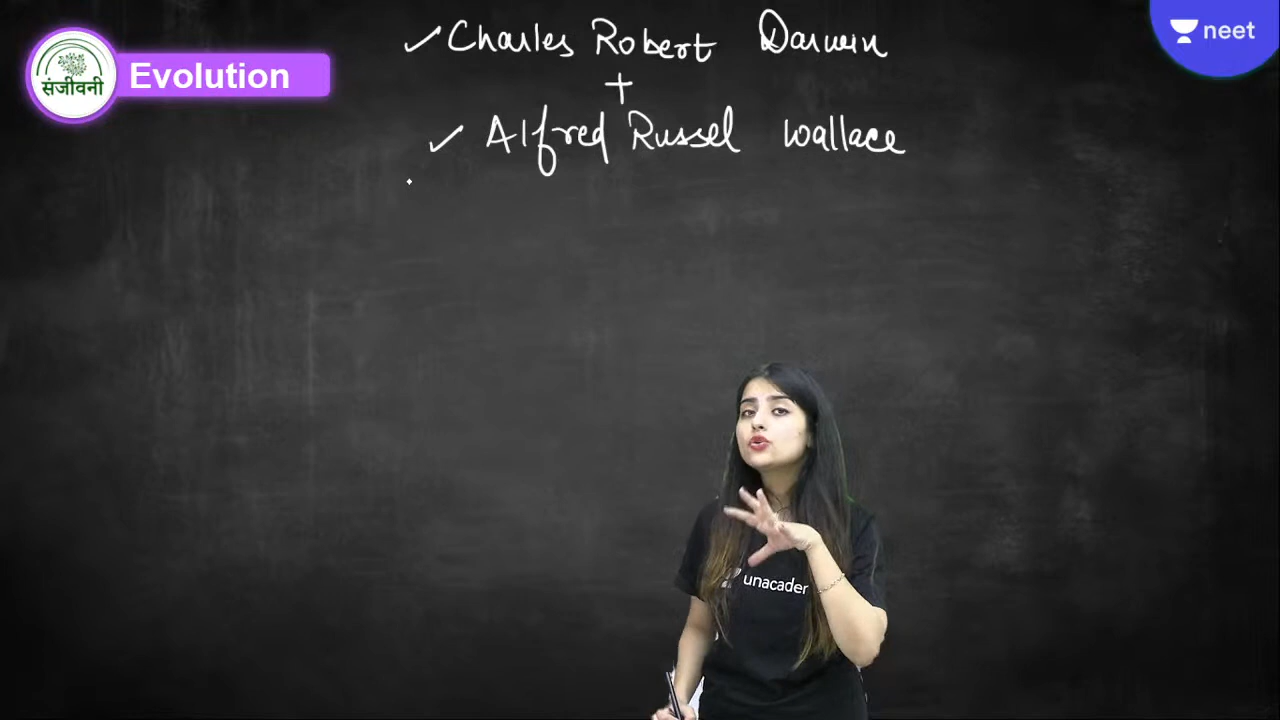 ✓ Charles Robert Darwin
+
✓ Alfred Russel Wallace
संजीवनी
Evolution
neet
unacader